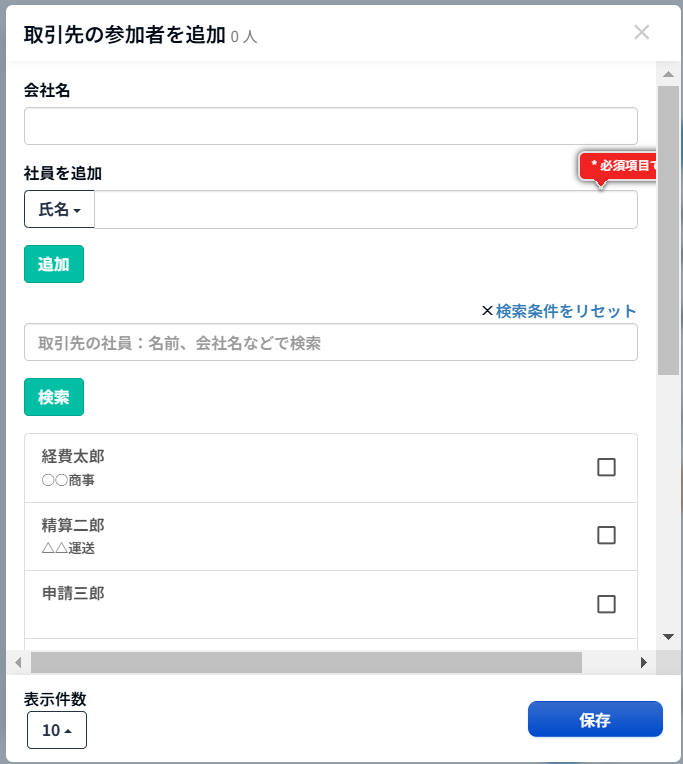 取引先の参加者を追加 0 人
会社名
社員を追加
* 必須項目で
氏名
追加
×検索条件をリセット
取引先の社員：名前、会社名などで検索
検索
経費太郎
〇〇商事
精算二郎
△△運送
申請三郎
表示件数
10
保存